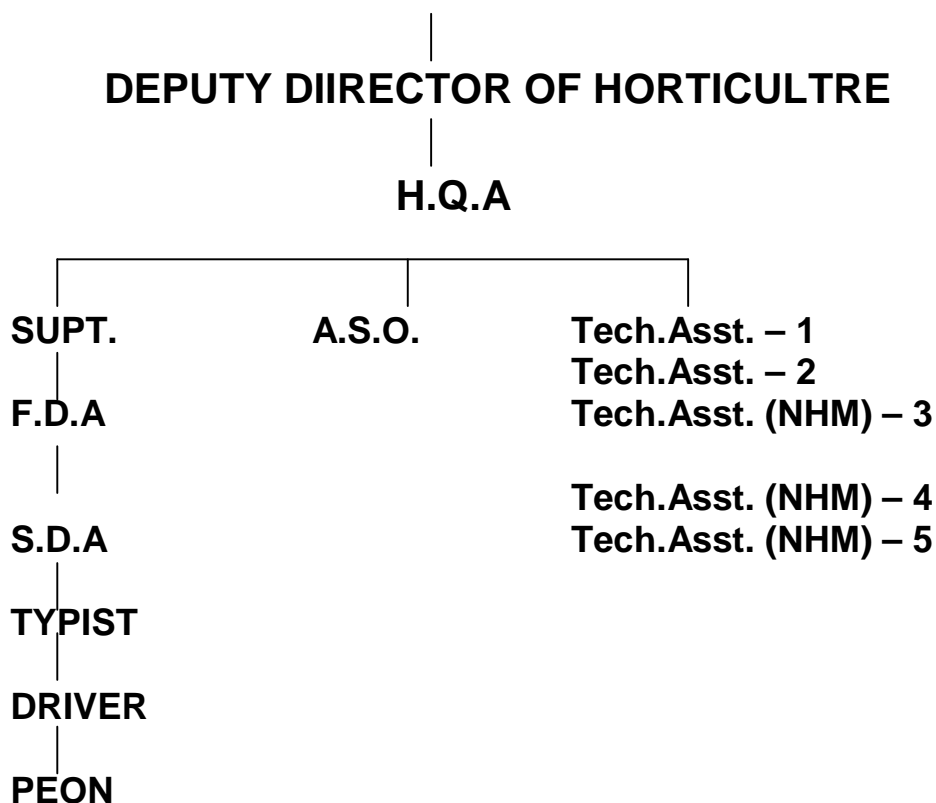 DEPUTY DIIRECTOR OF HORTICULTRE
H.Q.A
SUPT. A.S.O. Tech.Asst. – 1
Tech.Asst. – 2
F.D.A Tech.Asst. (NHM) – 3
Tech.Asst. (NHM) – 4
S.D.A Tech.Asst. (NHM) – 5
TYPIST
DRIVER
PEON